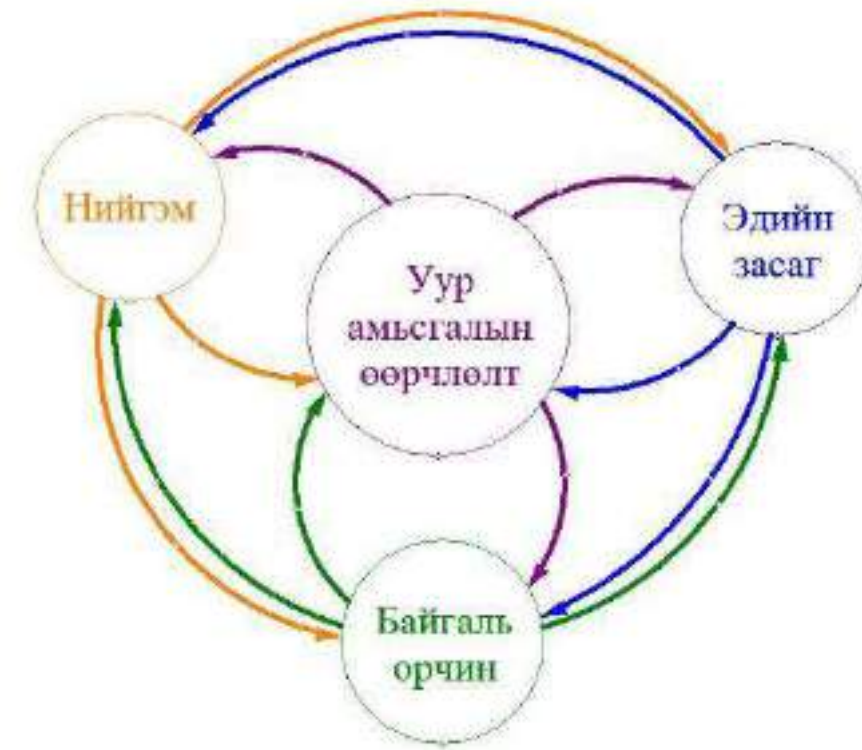 Нийгэм
Эдийн
засаг
Уур
амьсгалын
өөрчлөлт
Байгаль
орчин